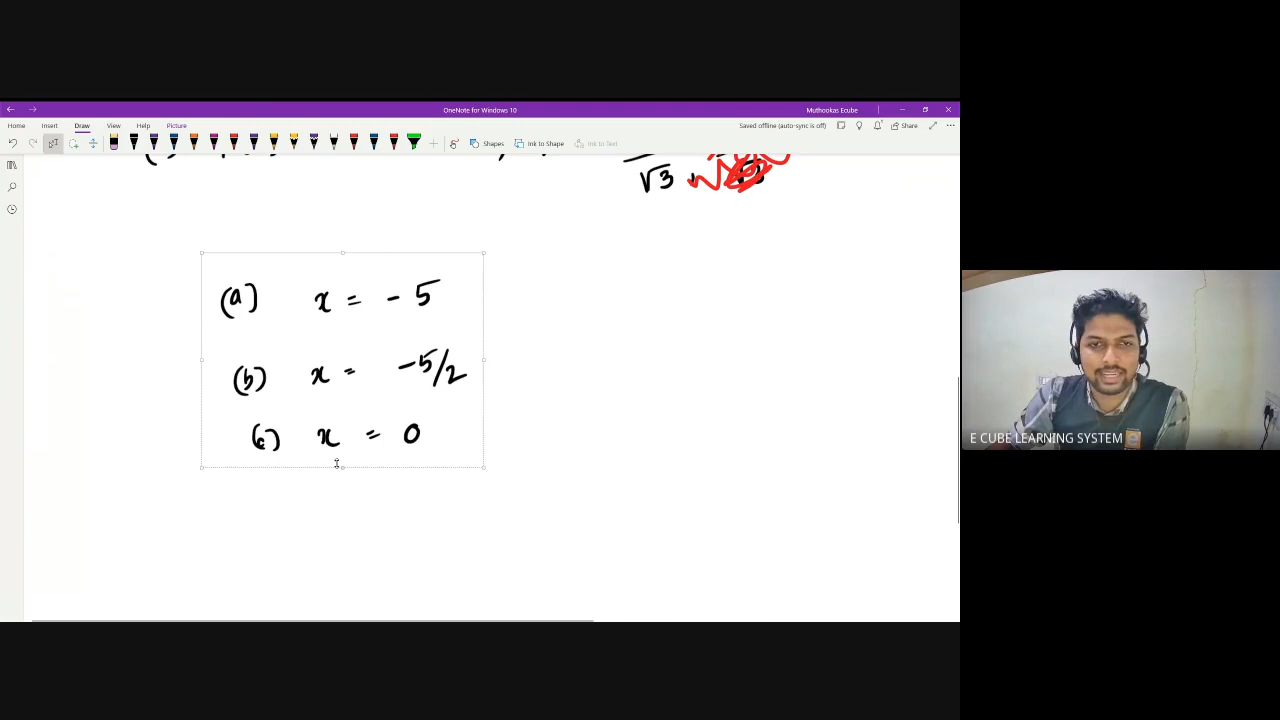 OneNote for Windows 10
Muthookas Ecube
Home Insert Draw View Help Picture
Saved offline (auto-sync is off)
Share
Shapes
Ink to Shape
Ink to Text
√3
(a) x = - 5
(b) x = -5/2
(c) x = 0
E CUBE LEARNING SYSTEM